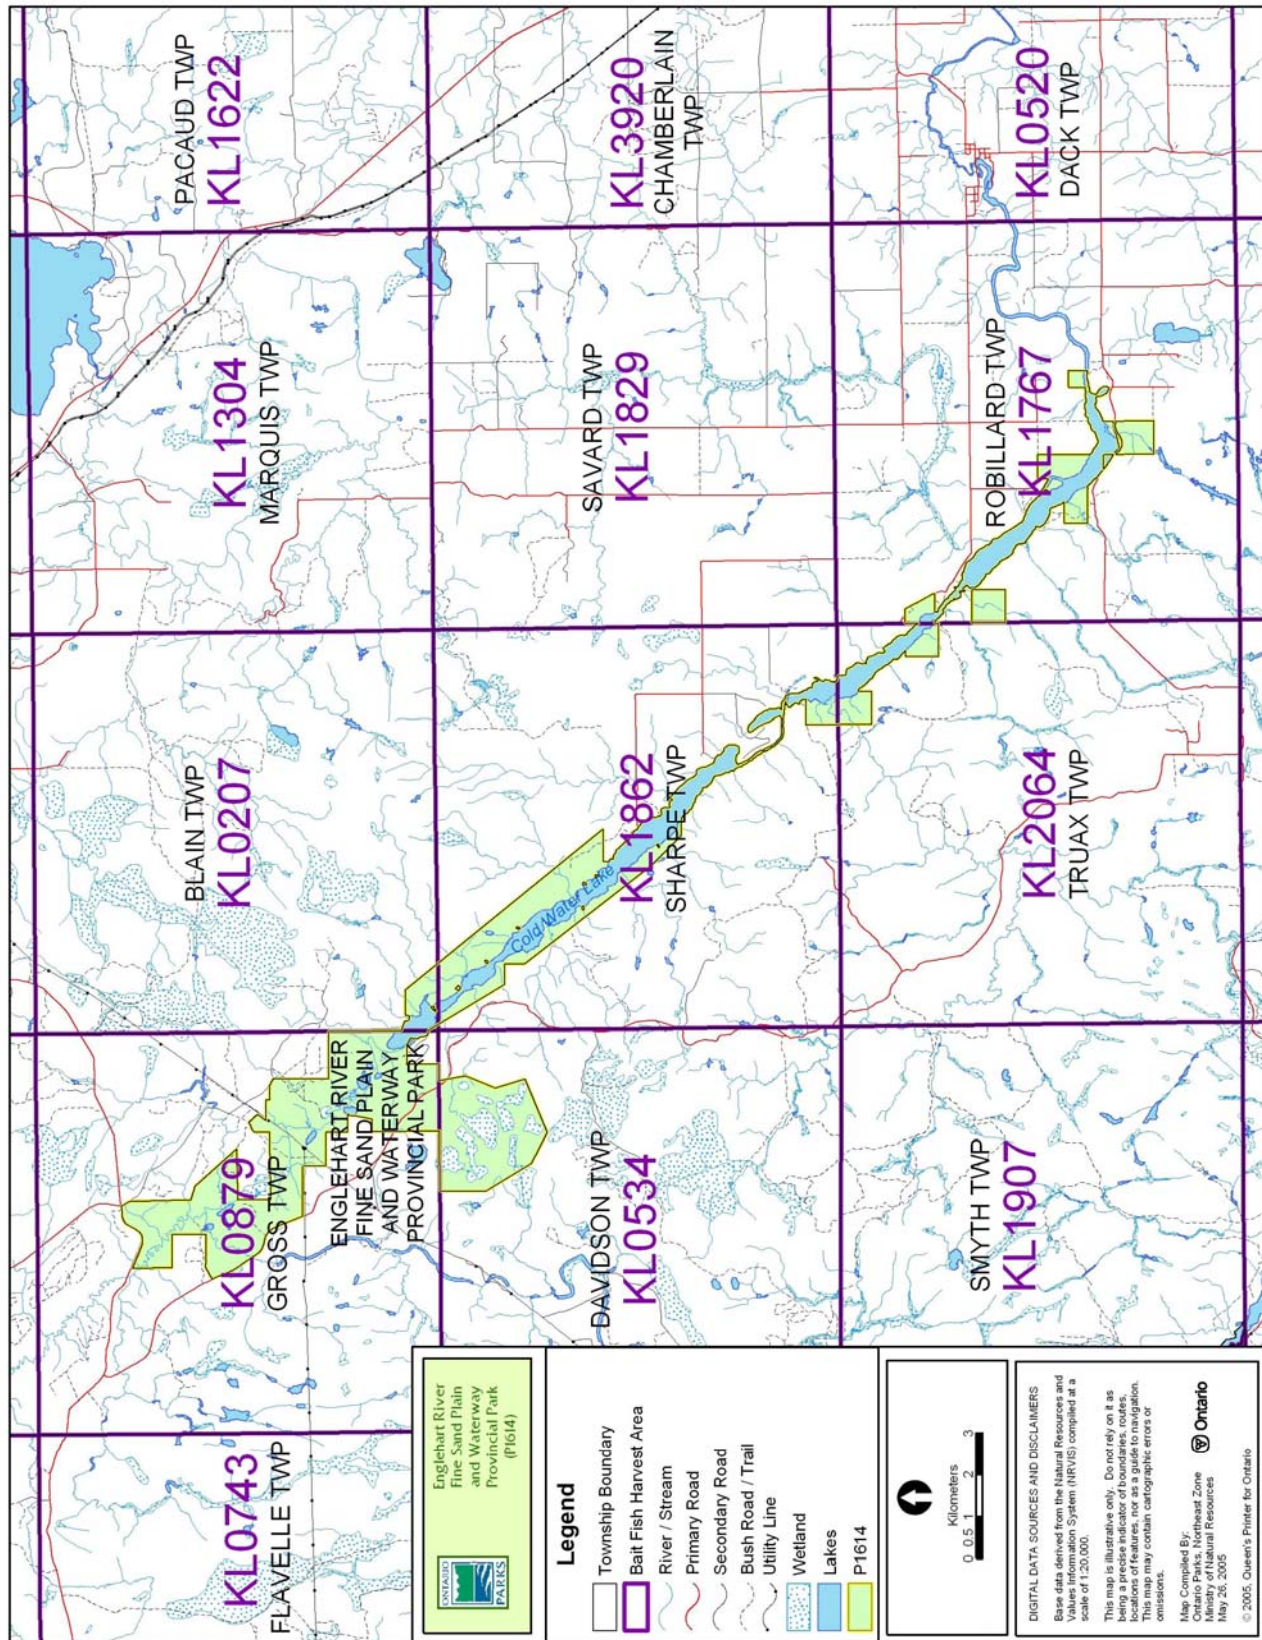 KL0743
FLAVELLE TWP
KL0879
GROSS TWP
BLAIN TWP
KL0207
KL1304
MARQUIS TWP
PACAUD TWP
KL1622
ENGLEHART RIVER
FINE SAND PLAIN
AND WATERWAY
PROVINCIAL PARK
Cold Water Lake
DAVIDSON TWP
KL0534
KL1862
SHARPE TWP
SAVARD TWP
KL1829
KL3920
CHAMBERLAIN
TWP
SMYTH TWP
KL1907
KL2064
TRUAX TWP
ROBILLARD TWP
KL1767
KL0520
DACK TWP
ONTARIO
PARKS
Englehart River
Fine Sand Plain
and Waterway
Provincial Park
(P1614)
Legend
Township Boundary
Bait Fish Harvest Area
River / Stream
Primary Road
Secondary Road
Bush Road / Trail
Utility Line
Wetland
Lakes
P1614
Kilometers
0 0.5 1 2 3
DIGITAL DATA SOURCES AND DISCLAIMERS
Base data derived from the Natural Resources and
Values Information System (NRVIS) compiled at a
scale of 1:20,000.
This map is illustrative only. Do not rely on it as
being a precise indicator of boundaries, routes,
locations of features, nor as a guide to navigation.
This map may contain cartographic errors or
omissions.
Map Compiled By:
Ontario Parks, Northeast Zone
Ministry of Natural Resources
May 26, 2005
Ontario
© 2005, Queen's Printer for Ontario